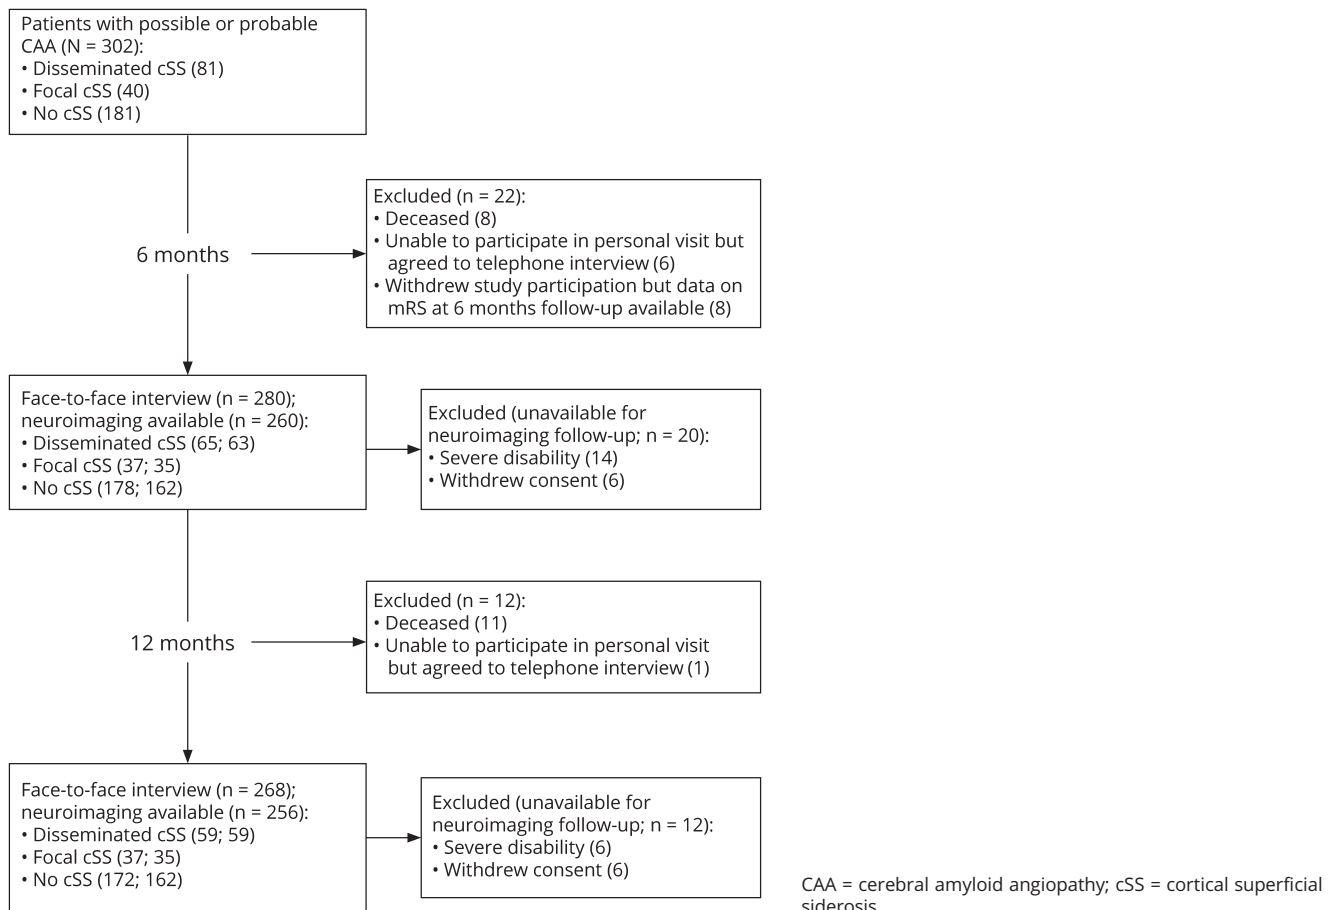 Patients with possible or probable
CAA (N = 302):
• Disseminated cSS (81)
• Focal cSS (40)
• No cSS (181)
Excluded (n = 22):
• Deceased (8)
• Unable to participate in personal visit but
agreed to telephone interview (6)
• Withdrew study participation but data on
mRS at 6 months follow-up available (8)
6 months
Face-to-face interview (n = 280);
neuroimaging available (n = 260):
• Disseminated cSS (65; 63)
• Focal cSS (37; 35)
• No cSS (178; 162)
Excluded (unavailable for
neuroimaging follow-up; n = 20):
• Severe disability (14)
• Withdrew consent (6)
Excluded (n = 12):
• Deceased (11)
• Unable to participate in personal visit
but agreed to telephone interview (1)
12 months
Face-to-face interview (n = 268);
neuroimaging available (n = 256):
• Disseminated cSS (59; 59)
• Focal cSS (37; 35)
• No cSS (172; 162)
Excluded (unavailable for
neuroimaging follow-up; n = 12):
• Severe disability (6)
• Withdrew consent (6)
CAA = cerebral amyloid angiopathy; cSS = cortical superficial
siderosis